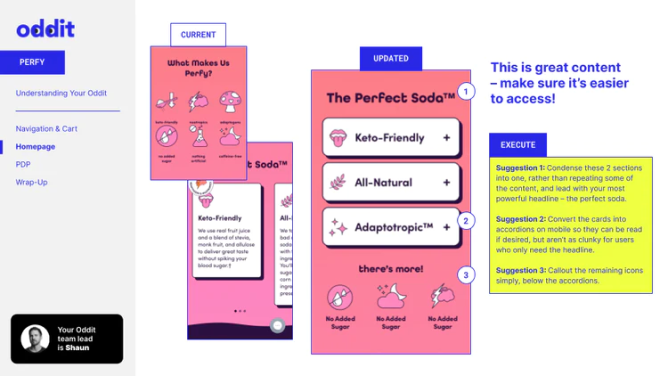 oddit
PERFY
Understanding Your Oddit
Navigation & Cart
Homepage
PDP
Wrap-Up
Your Oddit
team lead
is Shaun
CURRENT
What Makes Us
Perfy?
keto friendly
nootropics
adaptogens
no added
sugar
nothing
artificial
caffeine free
t Soda™
Keto-Friendly
We use real fruit juice
and a blend of stevia,
monk fruit, and allulose
to deliver great taste
without spiking your
blood sugar.
All-
UPDATED
The Perfect Soda™
1
Keto-Friendly +
All-Natural +
Adaptotropic™ +
2
there's more!
3
No Added
Sugar
No Added
Sugar
No Added
Sugar
This is great content
– make sure it's easier
to access!
EXECUTE
Suggestion 1: Condense these 2 sections
into one, rather than repeating some of
the content, and lead with your most
powerful headline – the perfect soda.
Suggestion 2: Convert the cards into
accordions on mobile so they can be read
if desired, but aren't as clunky for users
who only need the headline.
Suggestion 3: Callout the remaining icons
simply, below the accordions.